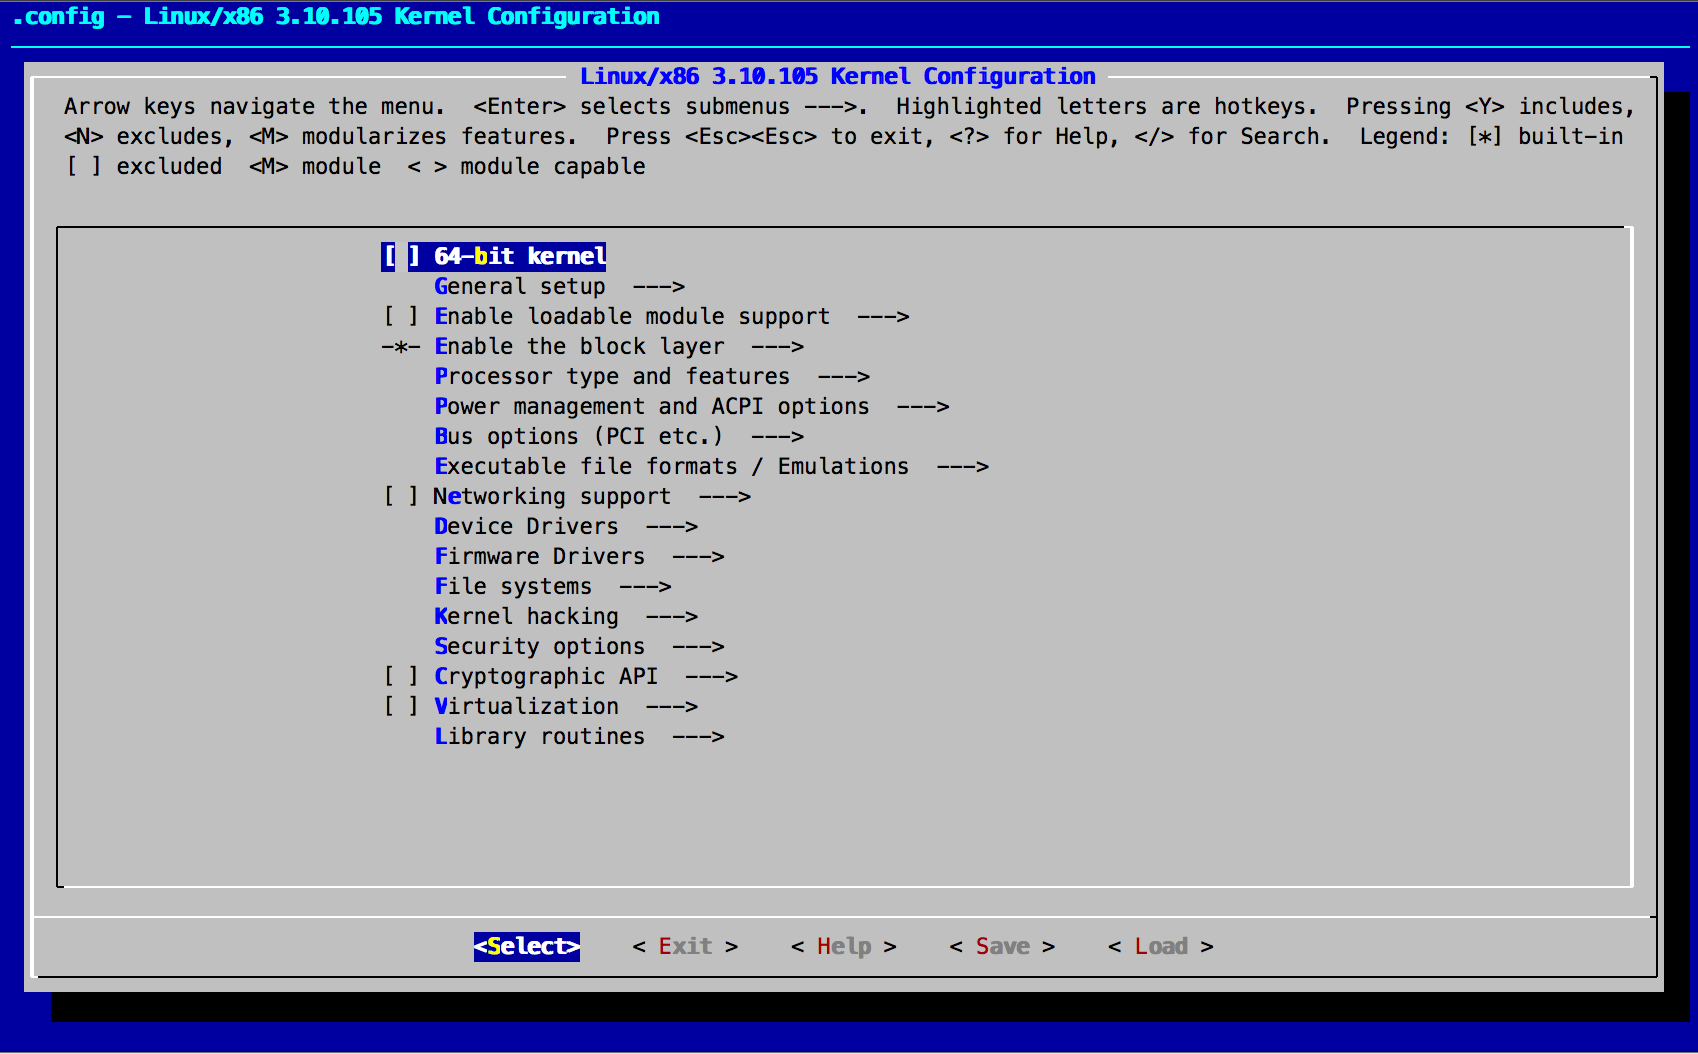 .config - Linux/x86 3.10.105 Kernel Configuration
Linux/x86 3.10.105 Kernel Configuration
Arrow keys navigate the menu.  <Enter> selects submenus --->.  Highlighted letters are hotkeys.  Pressing <Y> includes,
<N> excludes, <M> modularizes features.  Press <Esc><Esc> to exit, <?> for Help, </> for Search.  Legend: [*] built-in
[ ] excluded  <M> module  < > module capable
[ ] 64-bit kernel
General setup  --->
[ ] Enable loadable module support  --->
-*- Enable the block layer  --->
Processor type and features  --->
Power management and ACPI options  --->
Bus options (PCI etc.)  --->
Executable file formats / Emulations  --->
[ ] Networking support  --->
Device Drivers  --->
Firmware Drivers  --->
File systems  --->
Kernel hacking  --->
Security options  --->
[ ] Cryptographic API  --->
[ ] Virtualization  --->
Library routines  --->
<Select>    < Exit >    < Help >    < Save >    < Load >